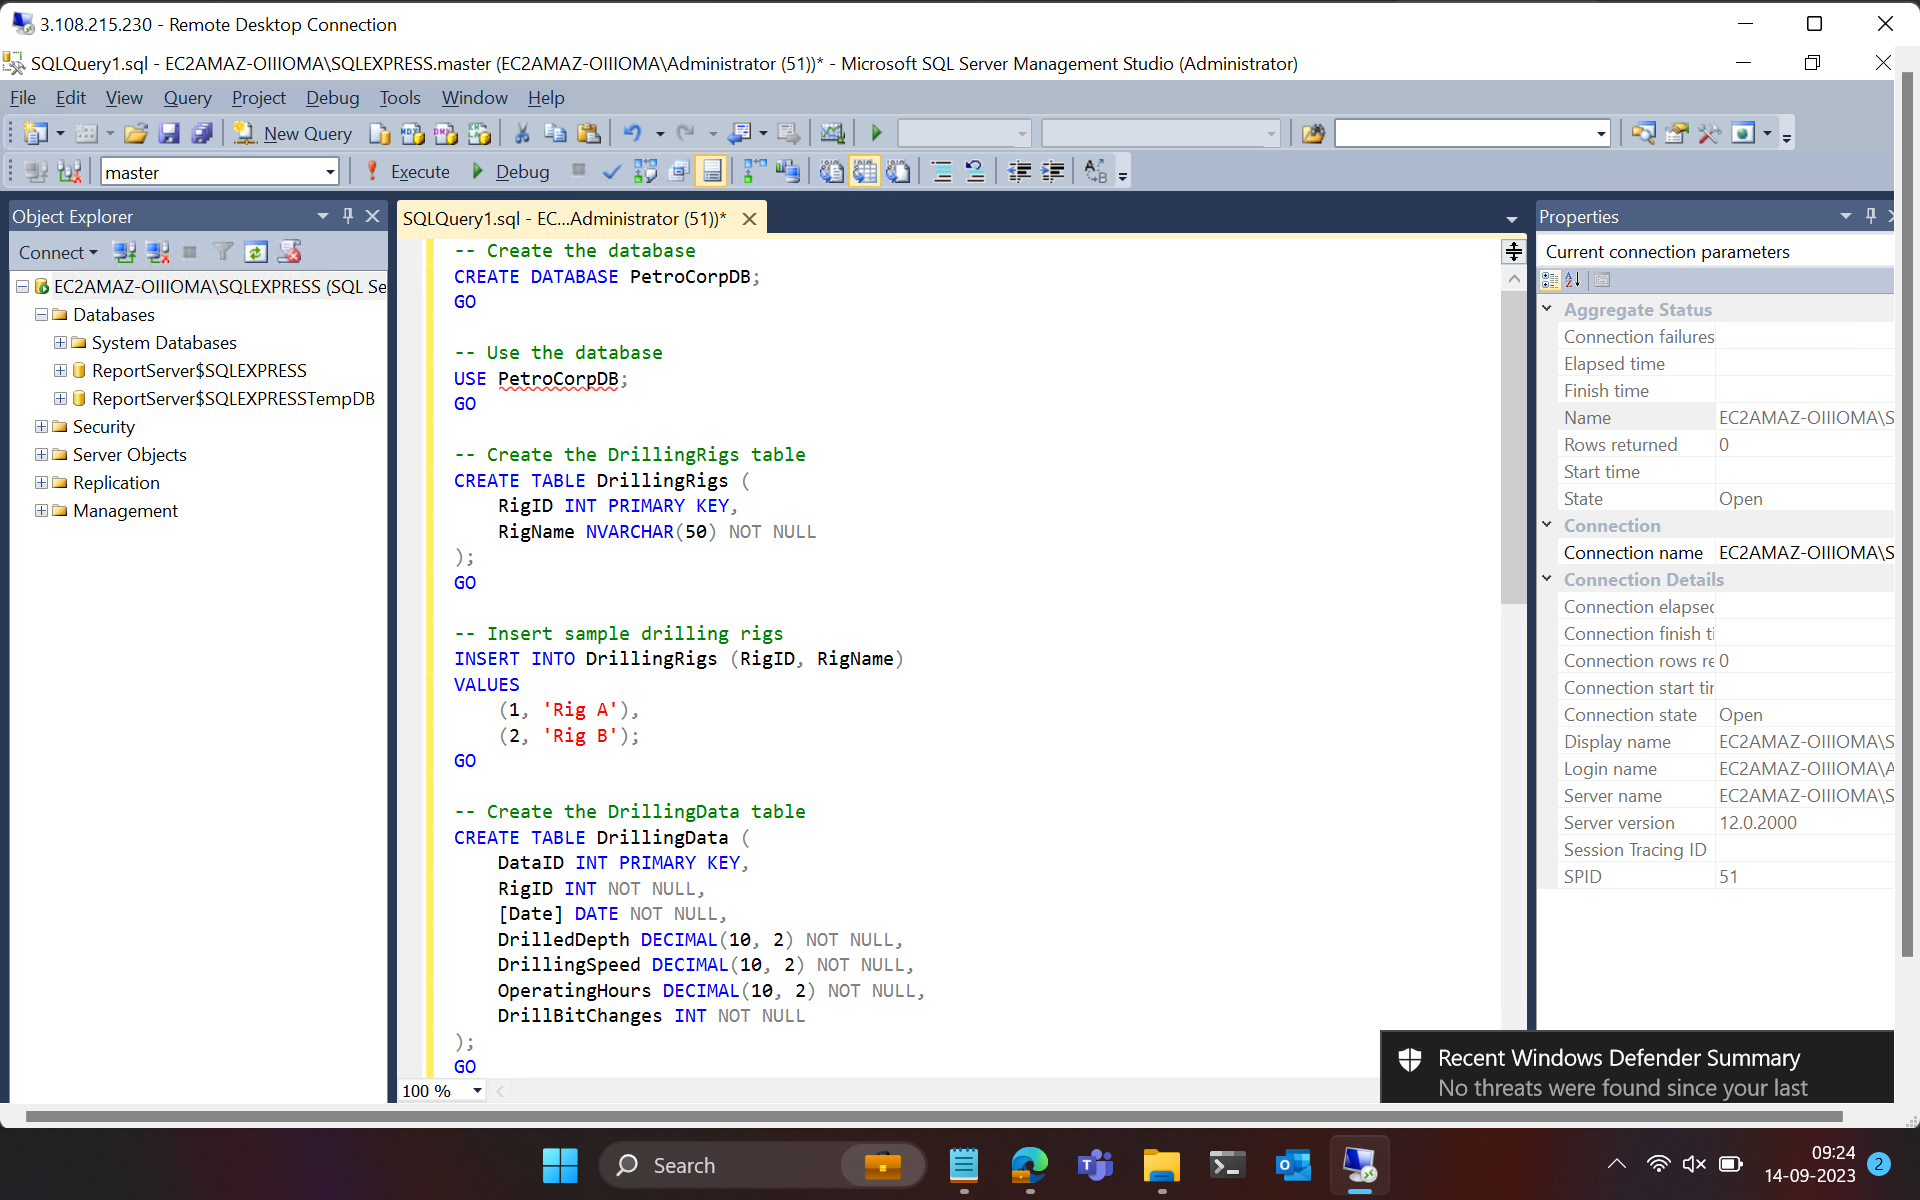 3.108.215.230 - Remote Desktop Connection
SQLQuery1.sql - EC2AMAZ-OIIIOMA\SQLEXPRESS.master (EC2AMAZ-OIIIOMA\Administrator (51))* - Microsoft SQL Server Management Studio (Administrator)
File Edit View Query Project Debug Tools Window Help
New Query
master
Execute Debug
Object Explorer
Connect
EC2AMAZ-OIIIOMA\SQLEXPRESS (SQL Se
Databases
System Databases
ReportServer$SQLEXPRESS
ReportServer$SQLEXPRESSTempDB
Security
Server Objects
Replication
Management
SQLQuery1.sql - EC...Administrator (51))*
-- Create the database
CREATE DATABASE PetroCorpDB;
GO
-- Use the database
USE PetroCorpDB;
GO
-- Create the DrillingRigs table
CREATE TABLE DrillingRigs (
RigID INT PRIMARY KEY,
RigName NVARCHAR(50) NOT NULL
);
GO
-- Insert sample drilling rigs
INSERT INTO DrillingRigs (RigID, RigName)
VALUES
(1, 'Rig A'),
(2, 'Rig B');
GO
-- Create the DrillingData table
CREATE TABLE DrillingData (
DataID INT PRIMARY KEY,
RigID INT NOT NULL,
[Date] DATE NOT NULL,
DrilledDepth DECIMAL(10, 2) NOT NULL,
DrillingSpeed DECIMAL(10, 2) NOT NULL,
OperatingHours DECIMAL(10, 2) NOT NULL,
DrillBitChanges INT NOT NULL
);
GO
100 %
Properties
Current connection parameters
Aggregate Status
Connection failures
Elapsed time
Finish time
Name EC2AMAZ-OIIIOMA\S
Rows returned 0
Start time
State Open
Connection
Connection name EC2AMAZ-OIIIOMA\S
Connection Details
Connection elapsed
Connection finish ti
Connection rows re 0
Connection start tir
Connection state Open
Display name EC2AMAZ-OIIIOMA\S
Login name EC2AMAZ-OIIIOMA\A
Server name EC2AMAZ-OIIIOMA\S
Server version 12.0.2000
Session Tracing ID
SPID 51
Recent Windows Defender Summary
No threats were found since your last
Search
09:24
14-09-2023
2